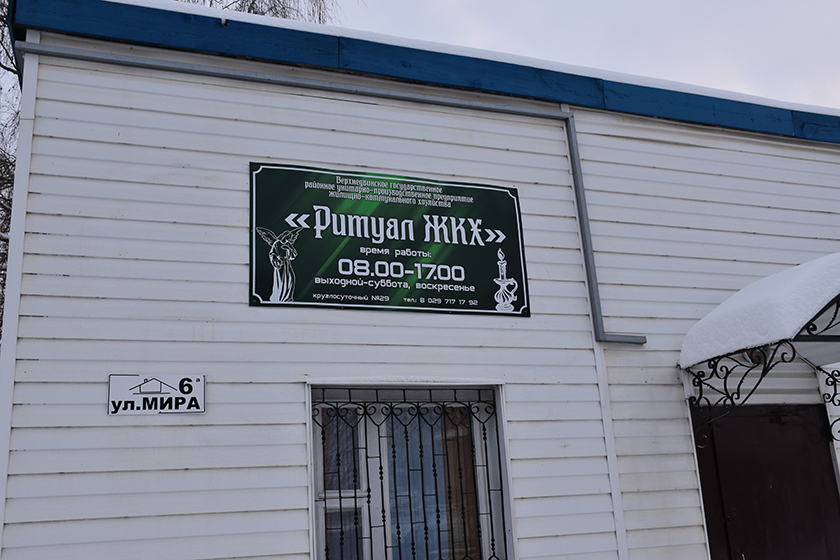 Верхнедвинское государственное
районное унитарно-производственное предприятие
жилищно-коммунального хозяйства
«Ритуал ЖКХ»
время работы:
08.00-17.00
выходной-суббота, воскресенье
круглосуточный №29 тел.: 8 029 717 17 92
6а
ул.МИРА